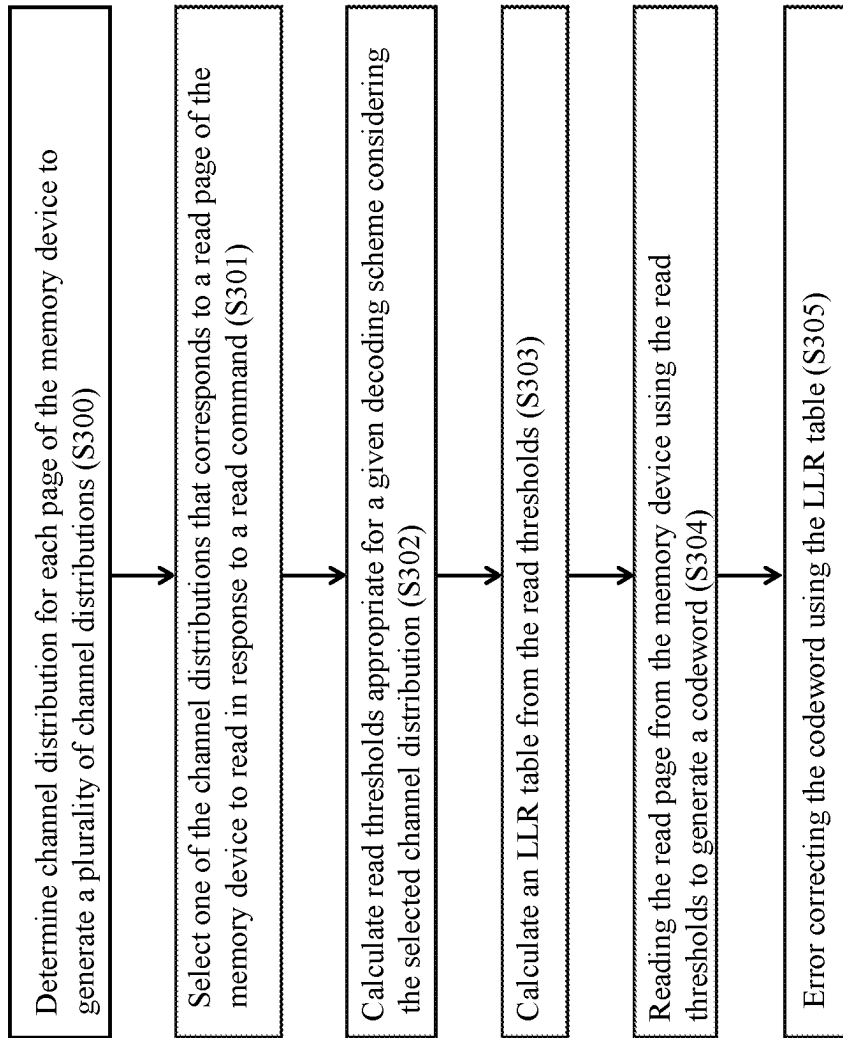 Determine channel distribution for each page of the memory device to
generate a plurality of channel distributions (S300)
Select one of the channel distributions that corresponds to a read page of the
memory device to read in response to a read command (S301)
Calculate read thresholds appropriate for a given decoding scheme considering
the selected channel distribution (S302)
Calculate an LLR table from the read thresholds (S303)
Reading the read page from the memory device using the read
thresholds to generate a codeword (S304)
Error correcting the codeword using the LLR table (S305)